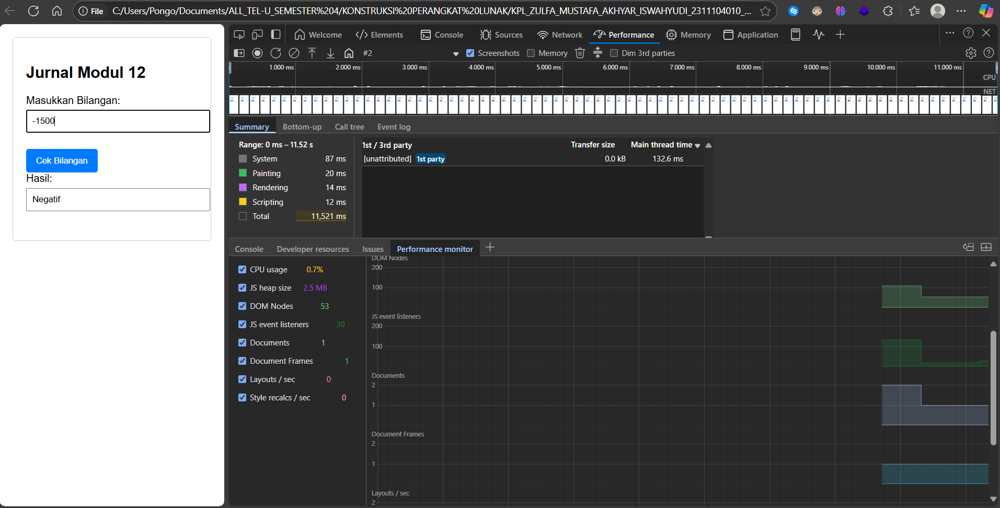 File C:/Users/Pongo/Documents/ALL_TEL-U_SEMESTER%204/KONSTRUKSI%20PERANGKAT%20LUNAK/KPL_ZULFA_MUSTAFA_AKHYAR_ISWAHYUDI_2311104010_...
Jurnal Modul 12
Masukkan Bilangan:
-1500
Cek Bilangan
Hasil:
Negatif
Welcome Elements Console Sources Network Performance Memory Application
#2 Screenshots Memory Dim 3rd parties
1.000 ms 2.000 ms 3.000 ms 4.000 ms 5.000 ms 6.000 ms 7.000 ms 8.000 ms 9.000 ms 10.000 ms 11.000 ms
CPU
NET
Summary Bottom-up Call tree Event log
Range: 0 ms – 11.52 s
System 87 ms
Painting 20 ms
Rendering 14 ms
Scripting 12 ms
Total 11,521 ms
1st / 3rd party Transfer size Main thread time
[unattributed] 1st party 0.0 kB 132.6 ms
Console Developer resources Issues Performance monitor
CPU usage 0.7%
JS heap size 2.5 MB
DOM Nodes 53
JS event listeners 30
Documents 1
Document Frames 1
Layouts / sec 0
Style recalcs / sec 0
DOM Nodes
200
100
JS event listeners
200
100
Documents
2
1
Document Frames
2
1
Layouts / sec
2